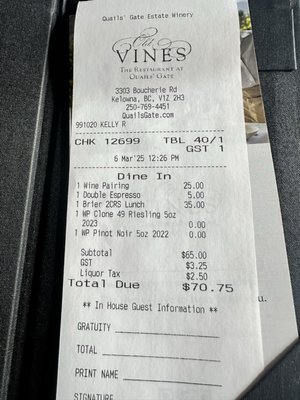 Quails' Gate Estate Winery
Old
VINES
THE RESTAURANT AT
QUAILS' GATE
3303 Boucherie Rd
Kelowna, BC, V1Z 2H3
250-769-4451
QuailsGate.com
991020 KELLY R
CHK 12699 TBL 40/1
GST 1
6 Mar'25 12:26 PM
Dine In
1 Wine Pairing 25.00
1 Double Espresso 5.00
1 Brier 2CRS Lunch 35.00
1 WP Clone 49 Riesling 5oz
2023 0.00
1 WP Pinot Noir 5oz 2022 0.00
Subtotal $65.00
GST $3.25
Liquor Tax $2.50
Total Due $70.75
** In House Guest Information **
GRATUITY
TOTAL
PRINT NAME
SIGNATURE
u.